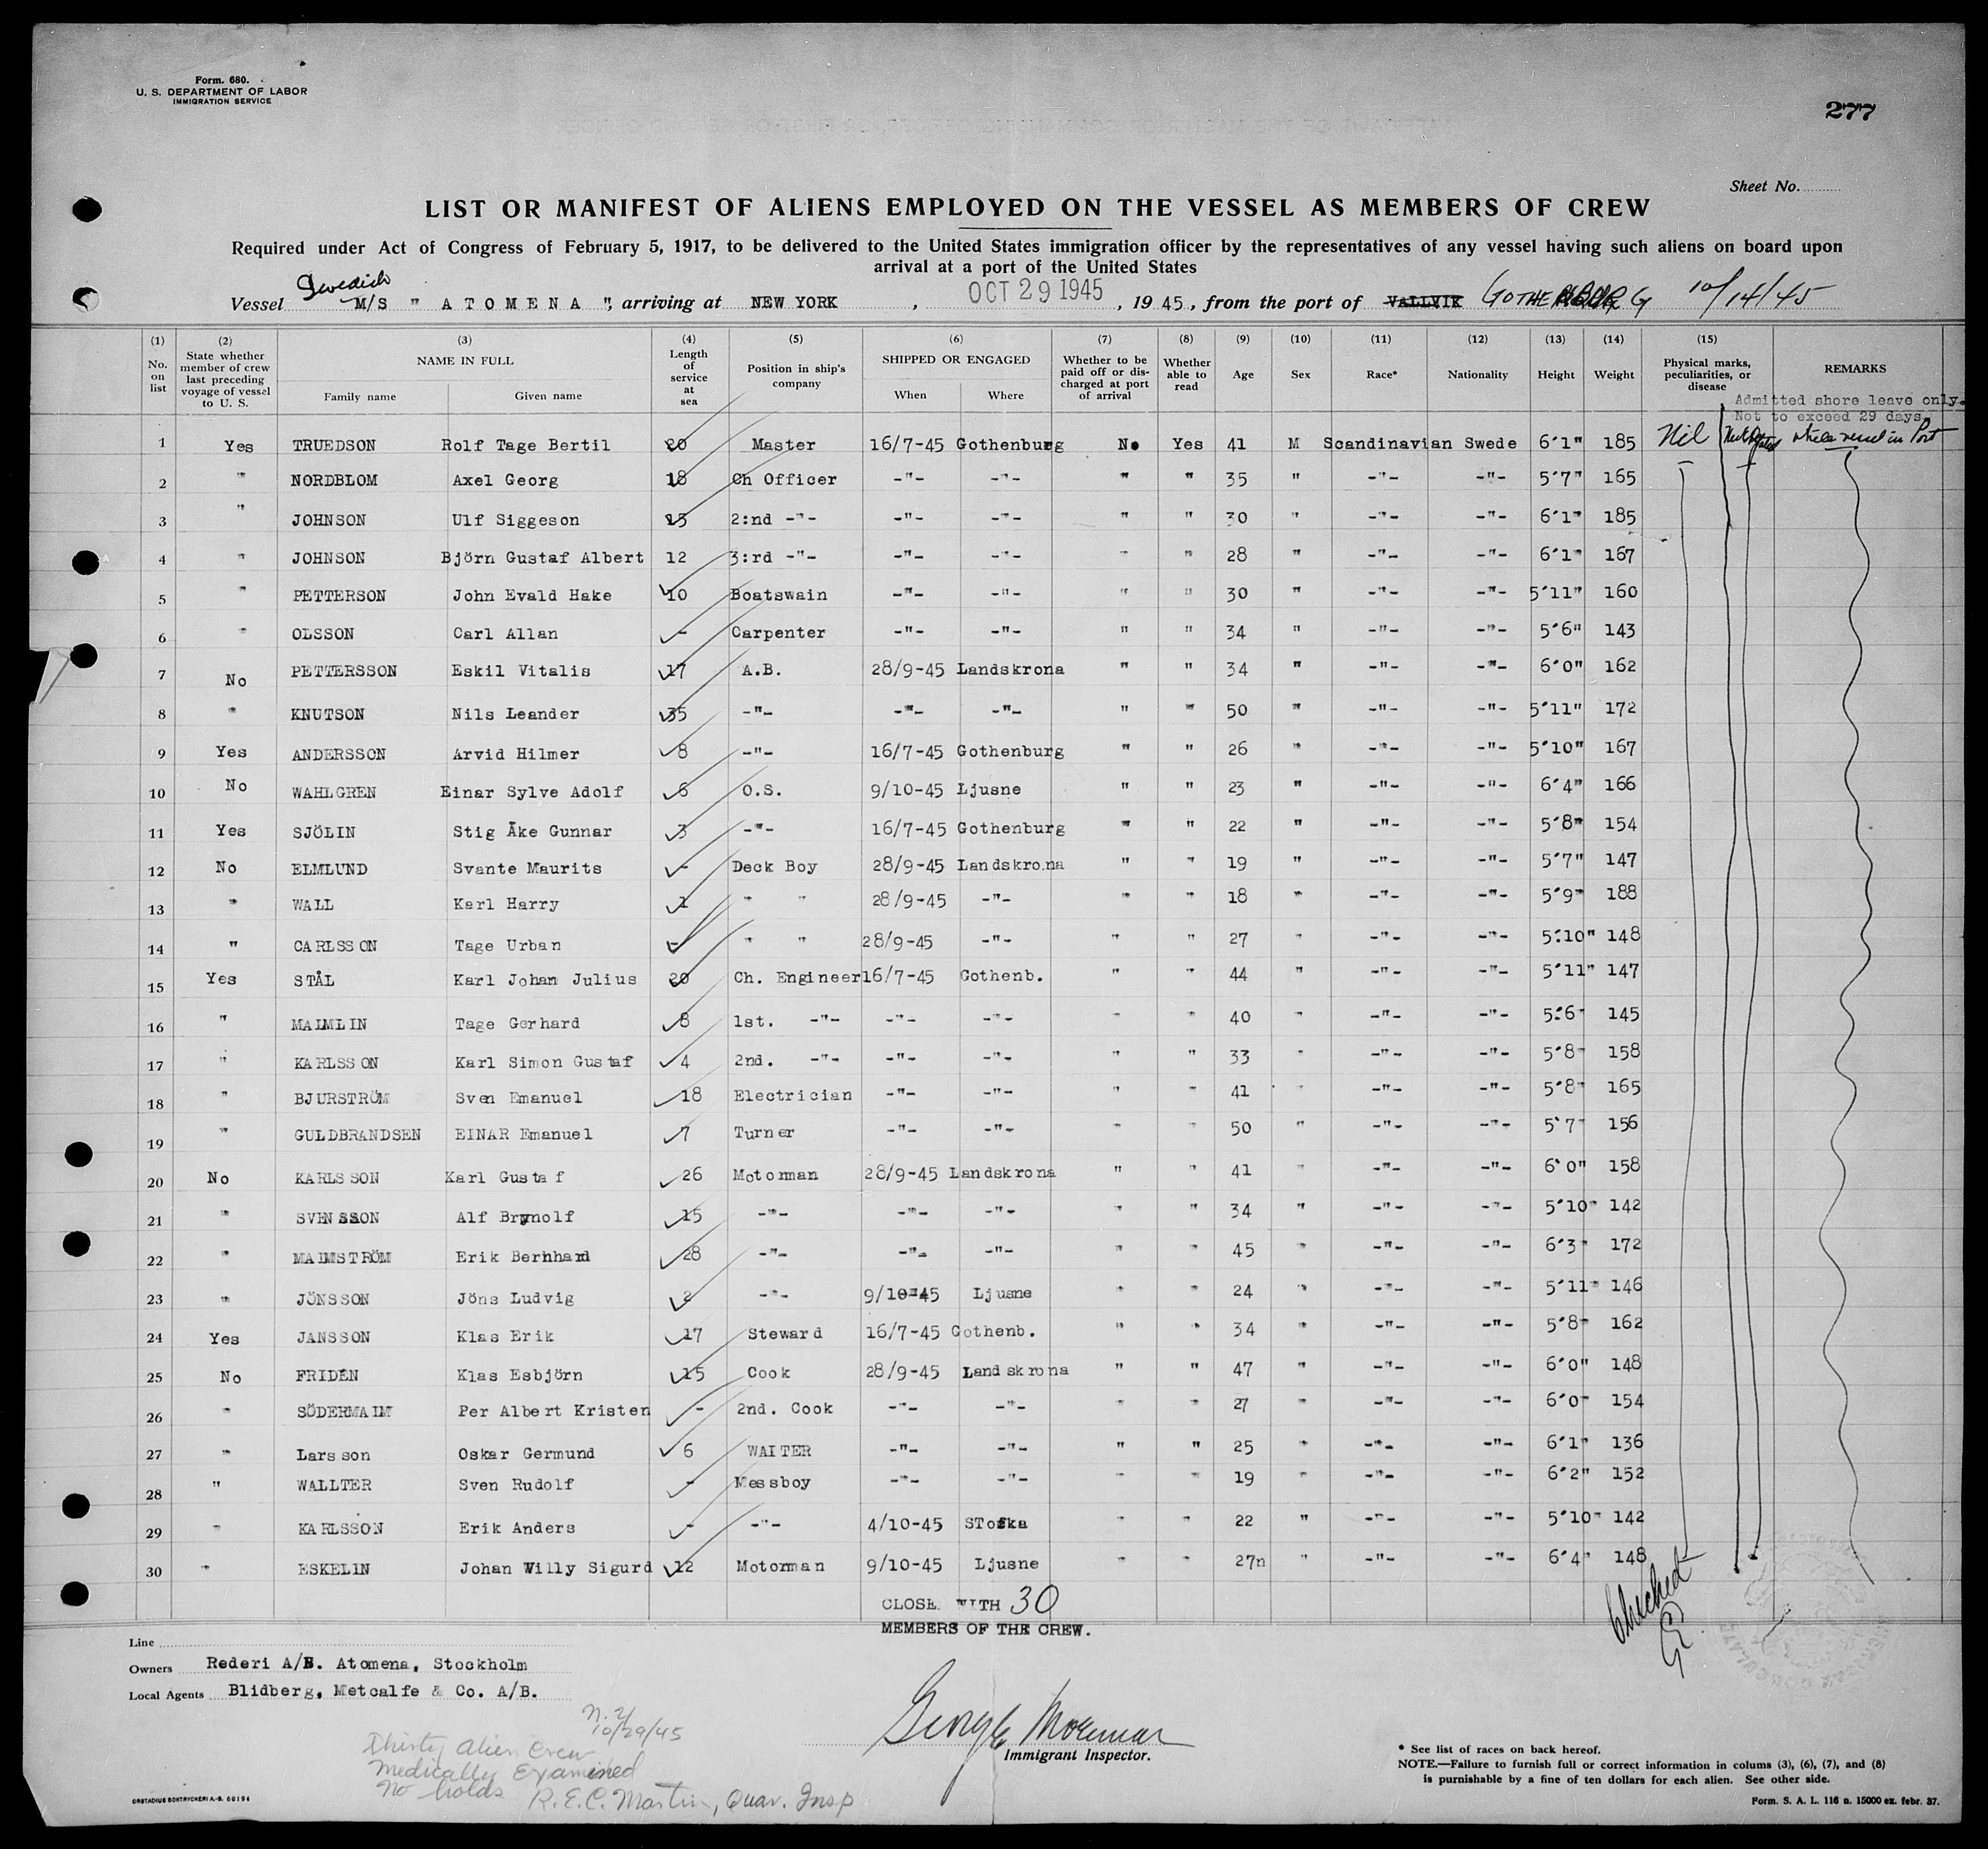 Form. 680.
U. S. DEPARTMENT OF LABOR
IMMIGRATION SERVICE
277
Sheet No.
LIST OR MANIFEST OF ALIENS EMPLOYED ON THE VESSEL AS MEMBERS OF CREW
Required under Act of Congress of February 5, 1917, to be delivered to the United States immigration officer by the representatives of any vessel having such aliens on board upon
arrival at a port of the United States
Vessel Swedish M/S " ATOMENA ", arriving at NEW YORK , OCT 29 1945 , 19 45, from the port of VALLVIK GOTHENBURG 10/14/45
(1) No. on list (2) State whether member of crew last preceding voyage of vessel to U. S. (3) NAME IN FULL Family name Given name (4) Length of service at sea (5) Position in ship's company (6) SHIPPED OR ENGAGED When Where (7) Whether to be paid off or discharged at port of arrival (8) Whether able to read (9) Age (10) Sex (11) Race* (12) Nationality (13) Height (14) Weight (15) Physical marks, peculiarities, or disease REMARKS
Admitted shore leave only.
Not to exceed 29 days
1 Yes TRUEDSON Rolf Tage Bertil 20 Master 16/7-45 Gothenburg No Yes 41 M Scandinavian Swede 6'1" 185 Nil while vessel in Port
2 " NORDBLOM Axel Georg 18 Ch Officer -"- -"- " " 35 " -"- -"- 5'7" 165
3 " JOHNSON Ulf Siggeson 15 2:nd -"- -"- -"- " " 30 " -"- -"- 6'1" 185
4 " JOHNSON Björn Gustaf Albert 12 3:rd -"- -"- -"- " " 28 " -"- -"- 6'1" 167
5 " PETTERSON John Evald Hake 10 Boatswain -"- -"- " " 30 " -"- -"- 5'11" 160
6 " OLSSON Carl Allan - Carpenter -"- -"- " " 34 " -"- -"- 5'6" 143
7 No PETTERSSON Eskil Vitalis 17 A.B. 28/9-45 Landskrona " " 34 " -"- -"- 6'0" 162
8 " KNUTSON Nils Leander 35 -"- -"- -"- " " 50 " -"- -"- 5'11" 172
9 Yes ANDERSSON Arvid Hilmer 8 -"- 16/7-45 Gothenburg " " 26 " -"- -"- 5'10" 167
10 No WAHLGREN Einar Sylve Adolf 6 O.S. 9/10-45 Ljusne " " 23 " -"- -"- 6'4" 166
11 Yes SJÖLIN Stig Åke Gunnar 3 -"- 16/7-45 Gothenburg " " 22 " -"- -"- 5'8" 154
12 No ELMLUND Svante Maurits - Deck Boy 28/9-45 Landskrona " " 19 " -"- -"- 5'7" 147
13 " WALL Karl Harry 1 " " 28/9-45 -"- " " 18 " -"- -"- 5'9" 188
14 " CARLSSON Tage Urban - " " 28/9-45 -"- " " 27 " -"- -"- 5:10" 148
15 Yes STÅL Karl Johan Julius 20 Ch. Engineer 16/7-45 Gothenb. " " 44 " -"- -"- 5'11" 147
16 " MALMLIN Tage Gerhard 8 1st. -"- -"- -"- " " 40 " -"- -"- 5:6" 145
17 " KARLSSON Karl Simon Gustaf 4 2nd. -"- -"- -"- " " 33 " -"- -"- 5'8" 158
18 " BJURSTRÖM Sven Emanuel 18 Electrician -"- -"- " " 41 " -"- -"- 5'8" 165
19 " GULDBRANDSEN EINAR Emanuel 7 Turner -"- -"- " " 50 " -"- -"- 5'7" 156
20 No KARLSSON Karl Gustaf 26 Motorman 28/9-45 Landskrona " " 41 " -"- -"- 6'0" 158
21 " SVENSSON Alf Brynolf 15 -"- -"- -"- " " 34 " -"- -"- 5'10" 142
22 " MALMSTRÖM Erik Bernhard 28 -"- -"- -"- " " 45 " -"- -"- 6'3" 172
23 " JÖNSSON Jöns Ludvig 2 -"- 9/10-45 Ljusne " " 24 " -"- -"- 5'11" 146
24 Yes JANSSON Klas Erik 17 Steward 16/7-45 Gothenb. " " 34 " -"- -"- 5'8" 162
25 No FRIDÉN Klas Esbjörn 15 Cook 28/9-45 Landskrona " " 47 " -"- -"- 6'0" 148
26 " SÖDERMALM Per Albert Kristen - 2nd. Cook -"- -"- " " 27 " -"- -"- 6'0" 154
27 " Larsson Oskar Germund 6 WAITER -"- -"- " " 25 " -"- -"- 6'1" 136
28 " WALLTER Sven Rudolf - Messboy -"- -"- " " 19 " -"- -"- 6'2" 152
29 " KARLSSON Erik Anders - -"- 4/10-45 STOcka " " 22 " -"- -"- 5'10" 142
30 " ESKELIN Johan Willy Sigurd 12 Motorman 9/10-45 Ljusne " " 27n " -"- -"- 6'4" 148
CLOSE WITH 30
MEMBERS OF THE CREW.
Checked
Line
Owners Rederi A/B. Atomena, Stockholm
Local Agents Blidberg, Metcalfe & Co. A/B.
N.Y.
10/29/45
Thirty Alien Crew
Medically Examined
No holds R.E.C. Martin, Quar. Insp
Immigrant Inspector.
* See list of races on back hereof.
NOTE.—Failure to furnish full or correct information in colums (3), (6), (7), and (8)
is punishable by a fine of ten dollars for each alien. See other side.
ORSTADIUS BOKTRYCKERI A.-B. 60194
Form. S. A. L. 116 a. 15000 ex. febr. 37.